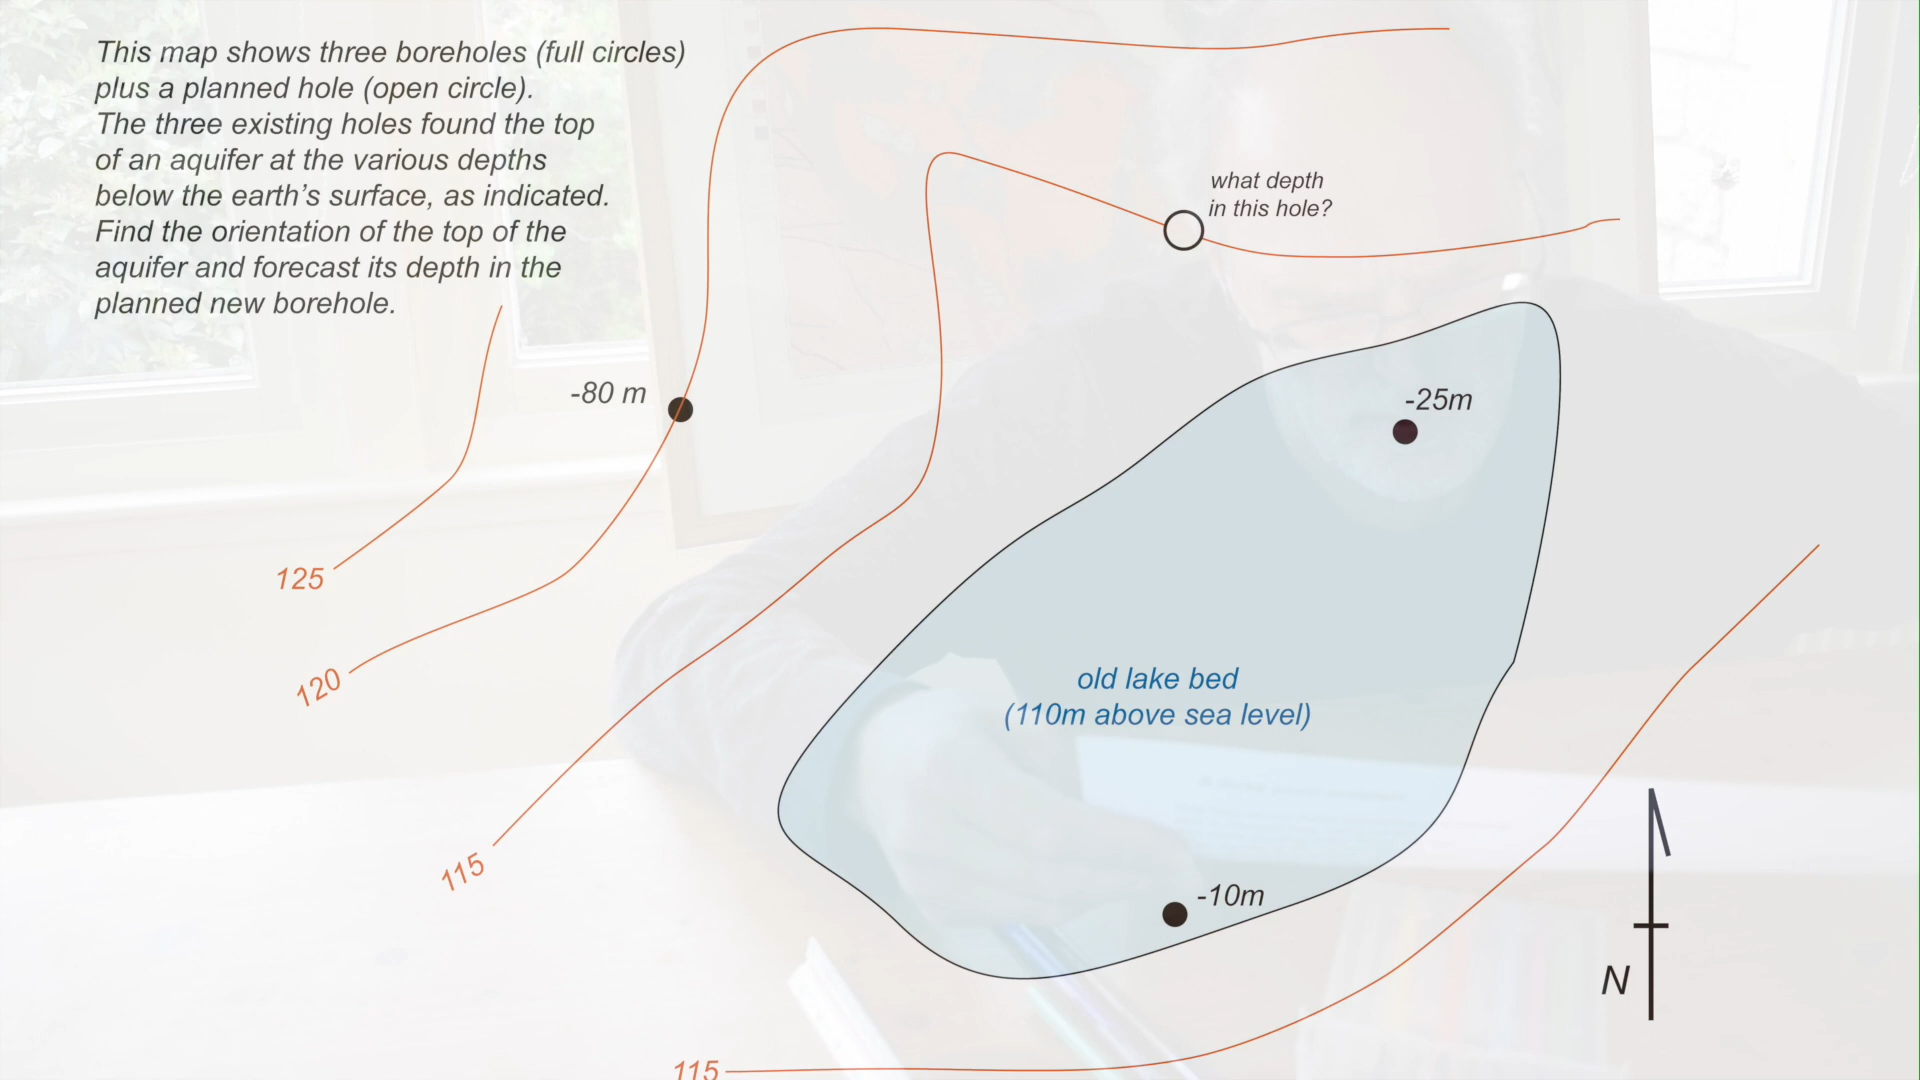 This map shows three boreholes (full circles)
plus a planned hole (open circle).
The three existing holes found the top
of an aquifer at the various depths
below the earth's surface, as indicated.
Find the orientation of the top of the
aquifer and forecast its depth in the
planned new borehole.
what depth
in this hole?
-80 m
-25m
125
120
old lake bed
(110m above sea level)
115
-10m
N
115